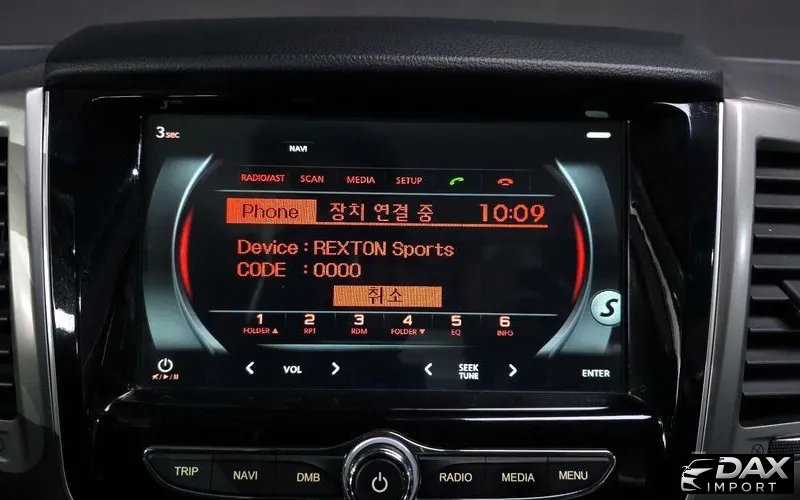 3 sec
NAVI
RADIO/AST SCAN MEDIA SETUP
Phone 장치 연결 중 10:09
Device : REXTON Sports
CODE : 0000
취소
1 2 3 4 5 6
FOLDER ▲ RPT RDM FOLDER ▼ EQ INFO
< VOL > < SEEK TUNE > ENTER
TRIP NAVI DMB RADIO MEDIA MENU
S
DAX
IMPORT